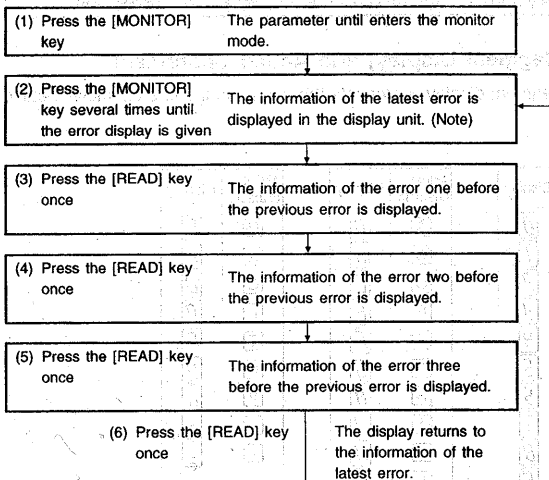 (1) Press the [MONITOR] key
The parameter until enters the monitor mode.
(2) Press the [MONITOR] key several times until the error display is given
The information of the latest error is displayed in the display unit. (Note)
(3) Press the [READ] key once
The information of the error one before the previous error is displayed.
(4) Press the [READ] key once
The information of the error two before the previous error is displayed.
(5) Press the [READ] key once
The information of the error three before the previous error is displayed.
(6) Press the [READ] key once
The display returns to the information of the latest error.